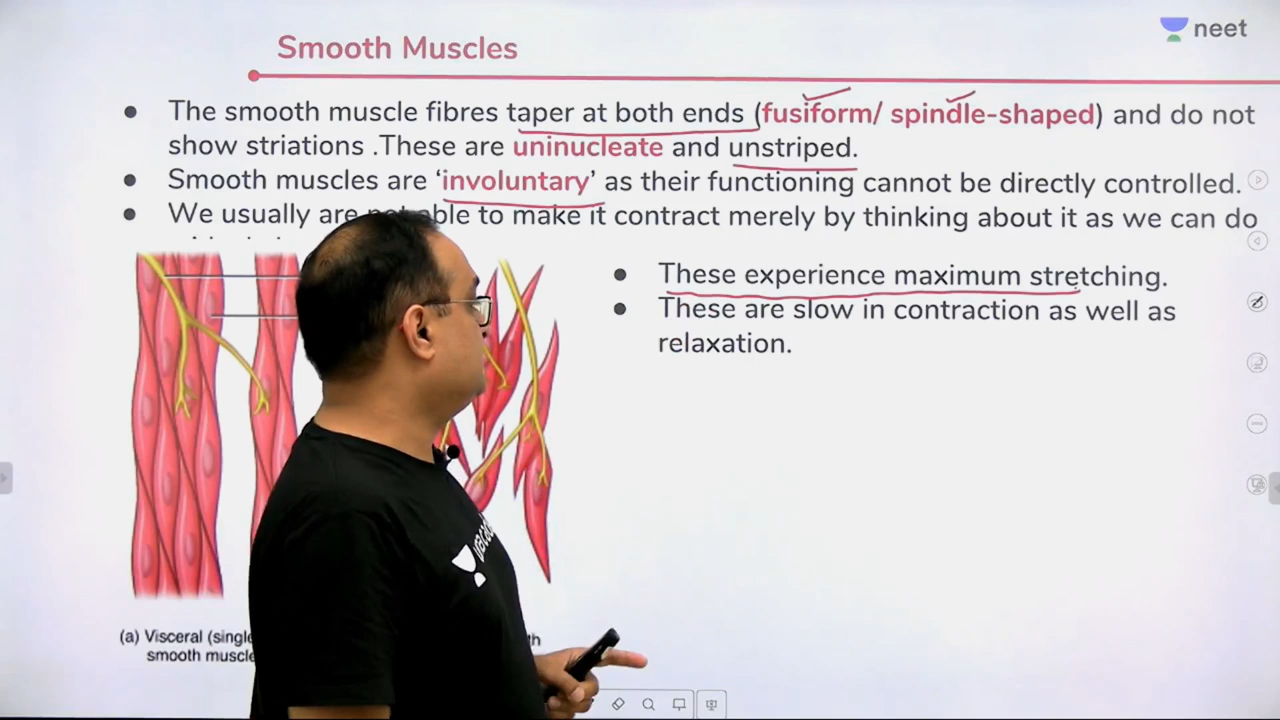 Smooth Muscles
neet
The smooth muscle fibres taper at both ends (fusiform/ spindle-shaped) and do not
show striations .These are uninucleate and unstriped.
Smooth muscles are ‘involuntary’ as their functioning cannot be directly controlled.
We usually are able to make it contract merely by thinking about it as we can do
These experience maximum stretching.
These are slow in contraction as well as
relaxation.
(a) Visceral (single
smooth muscle